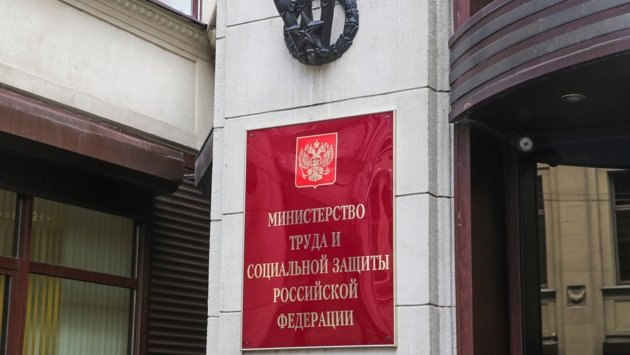 МИНИСТЕРСТВО
ТРУДА И
СОЦИАЛЬНОЙ ЗАЩИТЫ
РОССИЙСКОЙ
ФЕДЕРАЦИИ